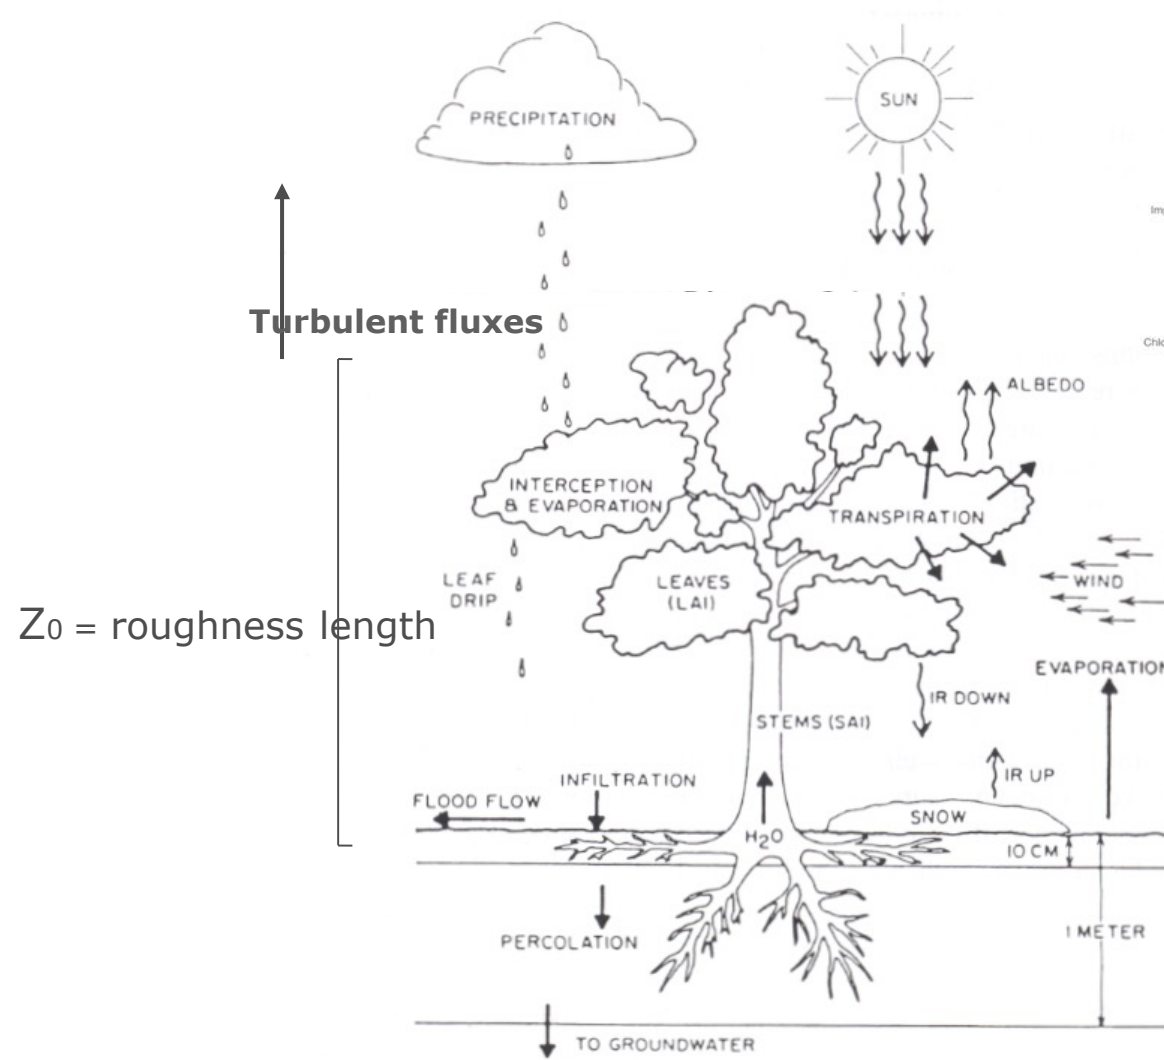 PRECIPITATION
SUN
Turbulent fluxes
ALBEDO
INTERCEPTION
& EVAPORATION
TRANSPIRATION
LEAF
DRIP
LEAVES
(LAI)
WIND
Z0 = roughness length
EVAPORATION
IR DOWN
STEMS (SAI)
INFILTRATION
IR UP
FLOOD FLOW
SNOW
H2O
10 CM
PERCOLATION
1 METER
TO GROUNDWATER